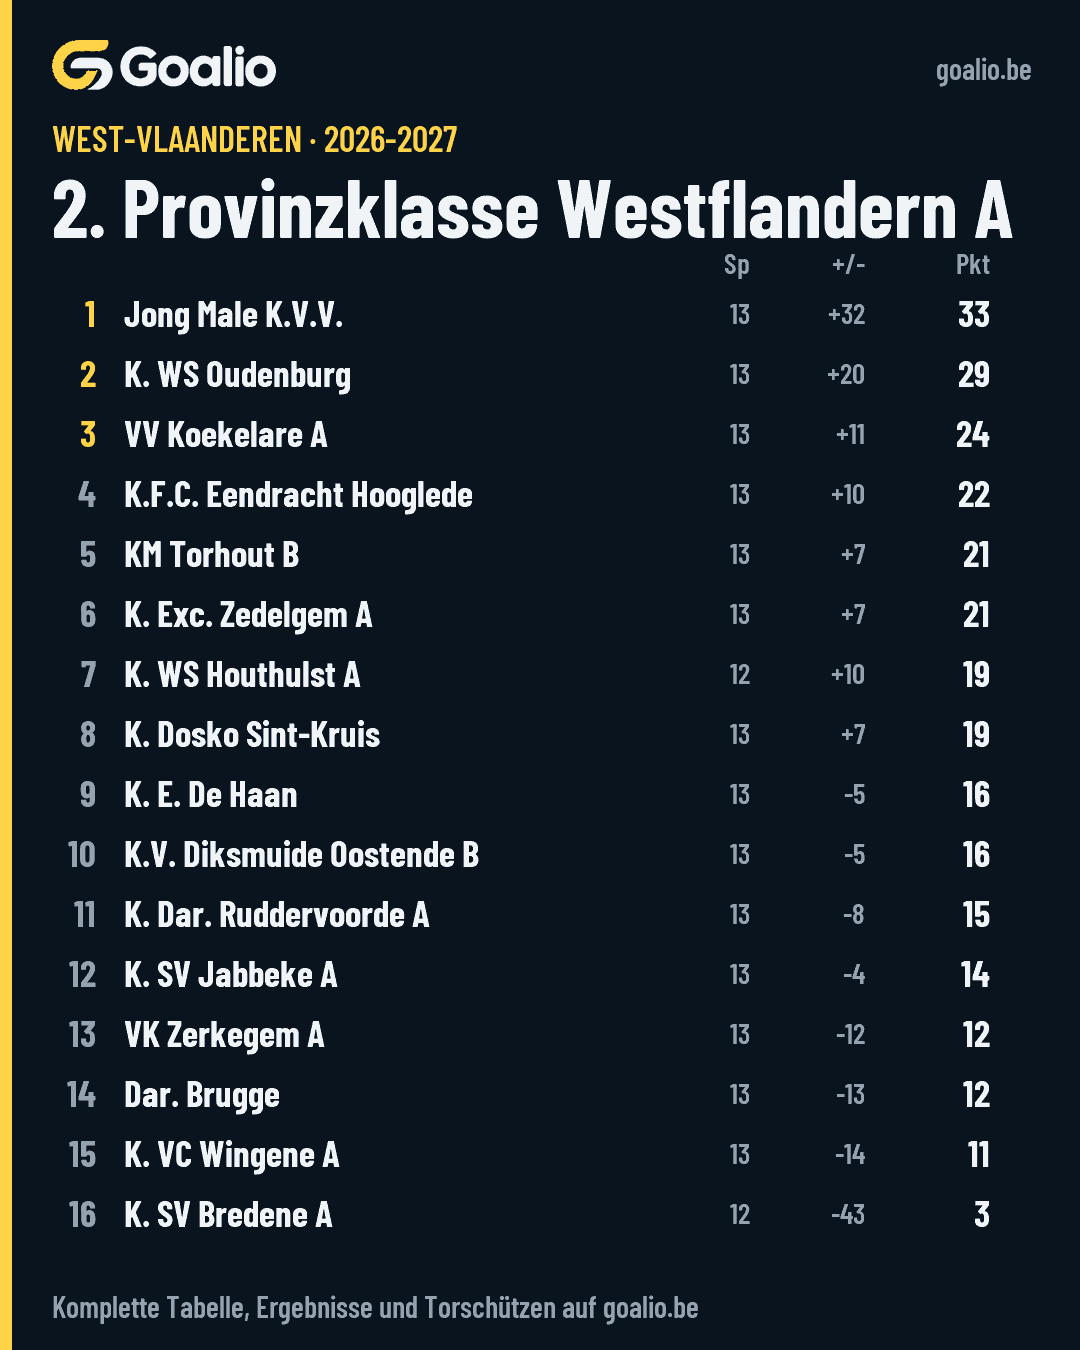 Goalio
goalio.be
WEST-VLAANDEREN · 2026-2027
2. Provinzklasse Westflandern A
Sp +/- Pkt
1 Jong Male K.V.V. 13 +32 33
2 K. WS Oudenburg 13 +20 29
3 VV Koekelare A 13 +11 24
4 K.F.C. Eendracht Hooglede 13 +10 22
5 KM Torhout B 13 +7 21
6 K. Exc. Zedelgem A 13 +7 21
7 K. WS Houthulst A 12 +10 19
8 K. Dosko Sint-Kruis 13 +7 19
9 K. E. De Haan 13 -5 16
10 K.V. Diksmuide Oostende B 13 -5 16
11 K. Dar. Ruddervoorde A 13 -8 15
12 K. SV Jabbeke A 13 -4 14
13 VK Zerkegem A 13 -12 12
14 Dar. Brugge 13 -13 12
15 K. VC Wingene A 13 -14 11
16 K. SV Bredene A 12 -43 3
Komplette Tabelle, Ergebnisse und Torschützen auf goalio.be